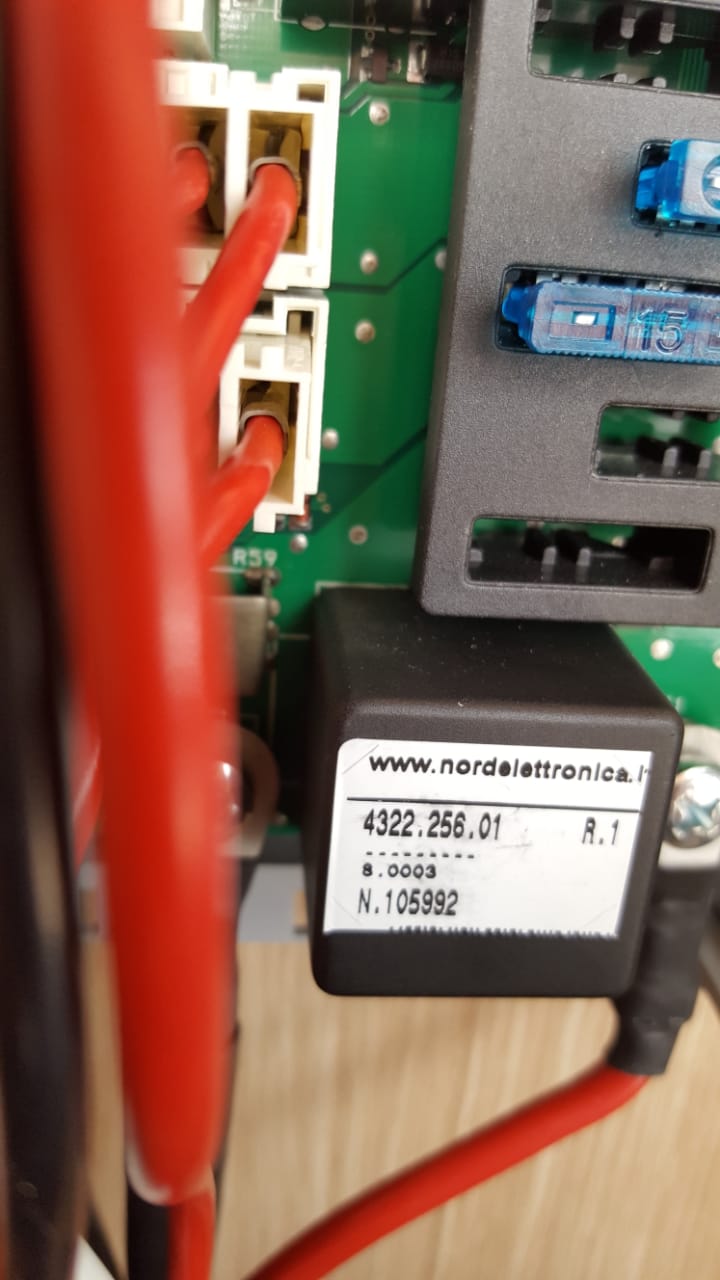 15
R59
www.nordelettronica.i
4322.256.01 R.1
---------
8.0003
N.105992